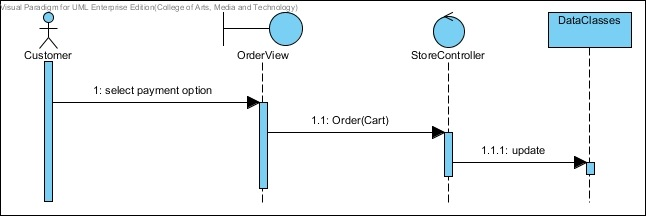 Visual Paradigm for UML Enterprise Edition(College of Arts, Media and Technology)
DataClasses
Customer
OrderView
StoreController
1: select payment option
1.1: Order(Cart)
1.1.1: update